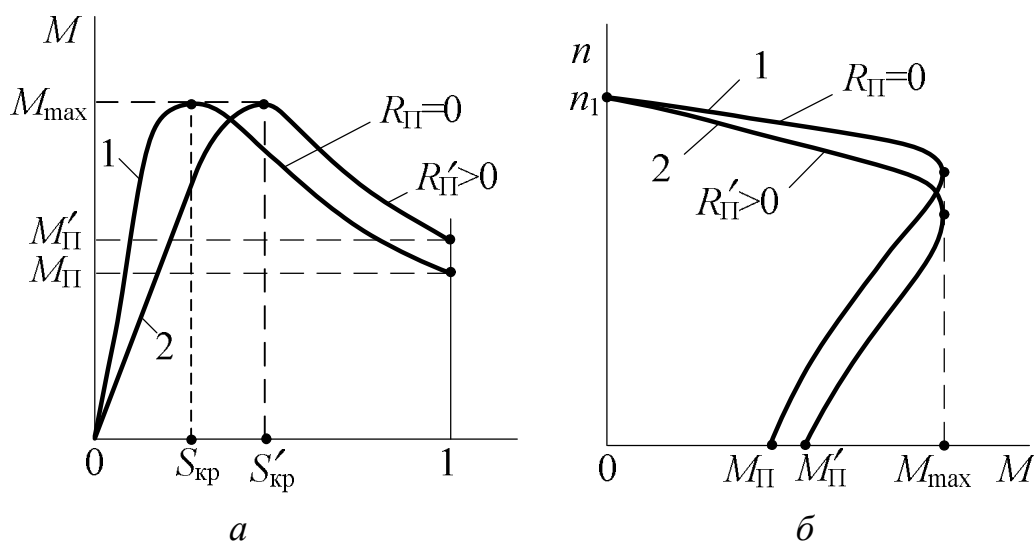 M
M_max
1
R_П=0
R′_П>0
M′_П
M_П
2
0
S_кр
S′_кр
1
а
n
n_1
1
R_П=0
2
R′_П>0
0
M_П
M′_П
M_max
M
б